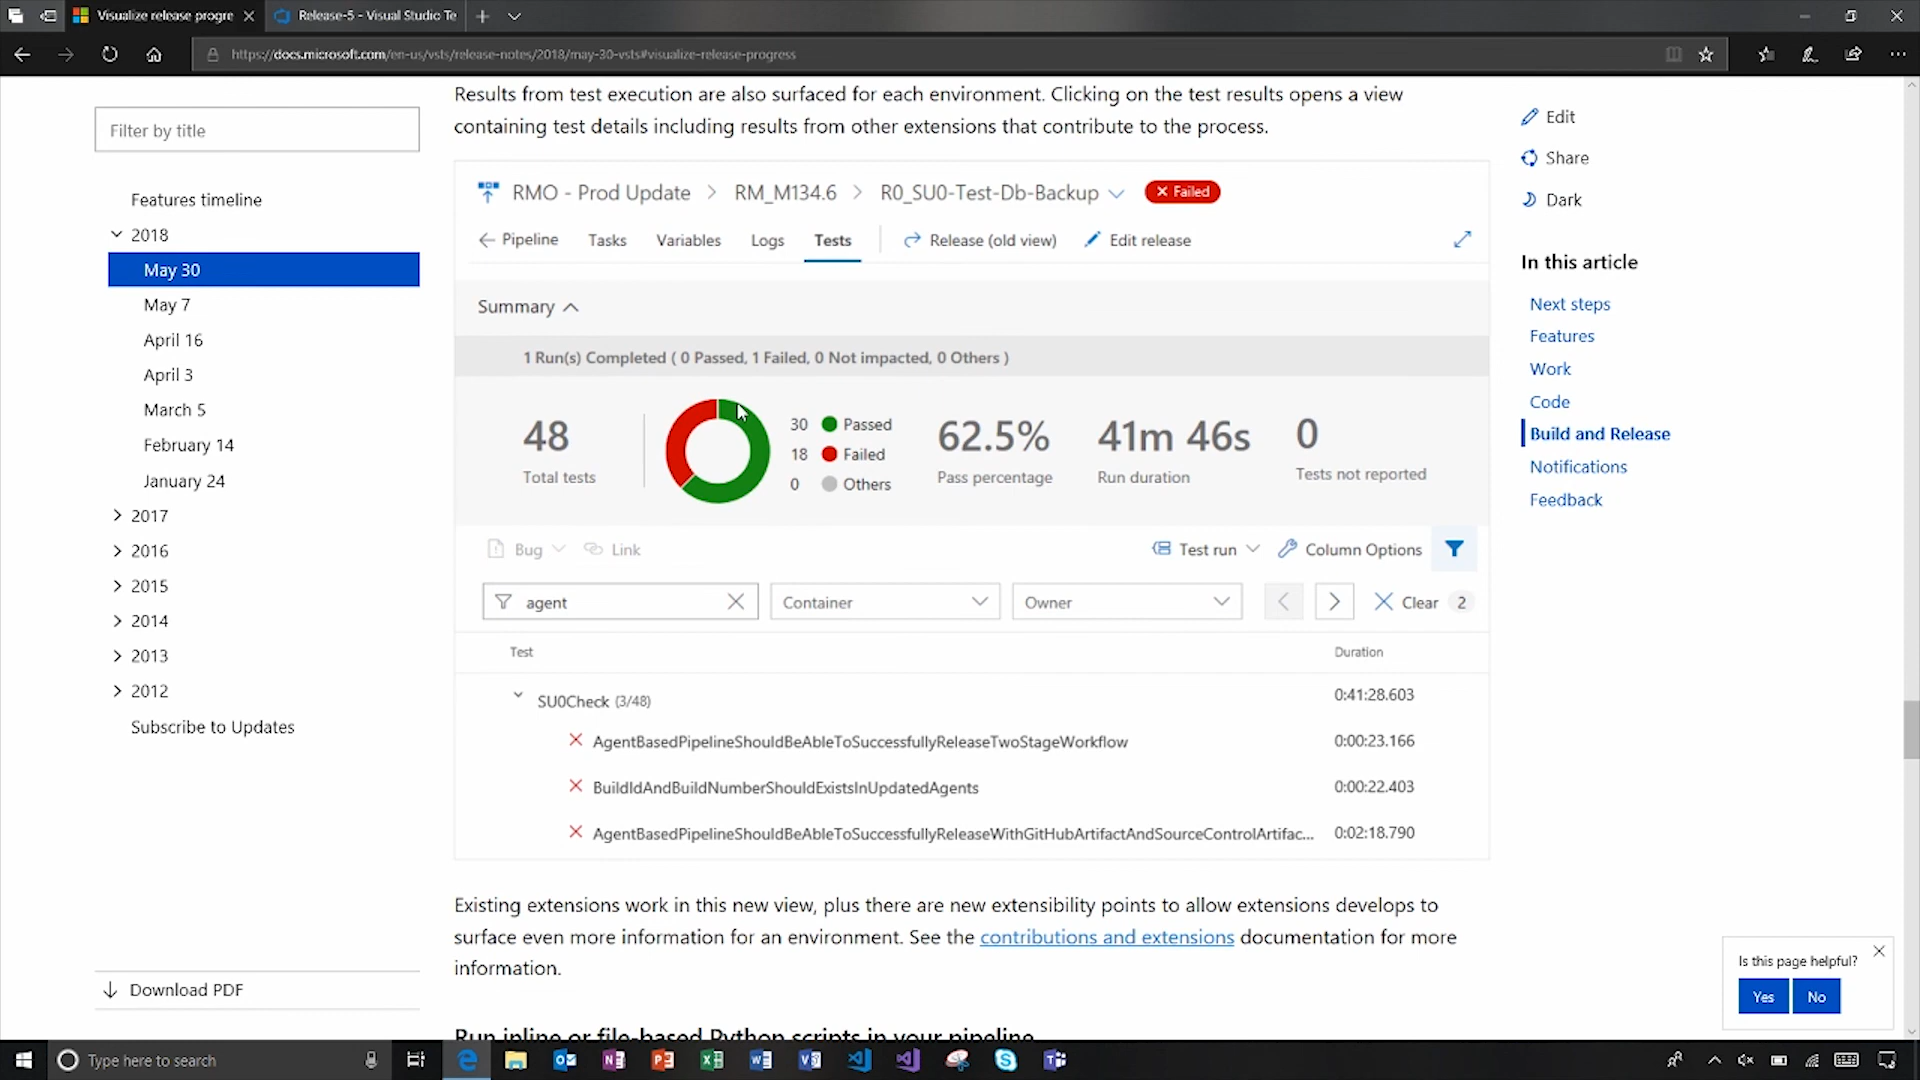 Visualize release progre
Release-5 - Visual Studio Te
https://docs.microsoft.com/en-us/vsts/release-notes/2018/may-30-vsts#visualize-release-progress
Filter by title
Features timeline
2018
May 30
May 7
April 16
April 3
March 5
February 14
January 24
2017
2016
2015
2014
2013
2012
Subscribe to Updates
Download PDF
Results from test execution are also surfaced for each environment. Clicking on the test results opens a view
containing test details including results from other extensions that contribute to the process.
RMO - Prod Update > RM_M134.6 > R0_SU0-Test-Db-Backup Failed
Pipeline Tasks Variables Logs Tests Release (old view) Edit release
Summary
1 Run(s) Completed ( 0 Passed, 1 Failed, 0 Not impacted, 0 Others )
48
Total tests
30 Passed
18 Failed
0 Others
62.5%
Pass percentage
41m 46s
Run duration
0
Tests not reported
Bug Link Test run Column Options
agent Container Owner Clear 2
Test Duration
SU0Check (3/48) 0:41:28.603
AgentBasedPipelineShouldBeAbleToSuccessfullyReleaseTwoStageWorkflow 0:00:23.166
BuildIdAndBuildNumberShouldExistsInUpdatedAgents 0:00:22.403
AgentBasedPipelineShouldBeAbleToSuccessfullyReleaseWithGitHubArtifactAndSourceControlArtifac... 0:02:18.790
Existing extensions work in this new view, plus there are new extensibility points to allow extensions develops to
surface even more information for an environment. See the contributions and extensions documentation for more
information.
Run inline or file-based Python scripts in your pipeline
Edit
Share
Dark
In this article
Next steps
Features
Work
Code
Build and Release
Notifications
Feedback
Is this page helpful?
Yes No
Type here to search